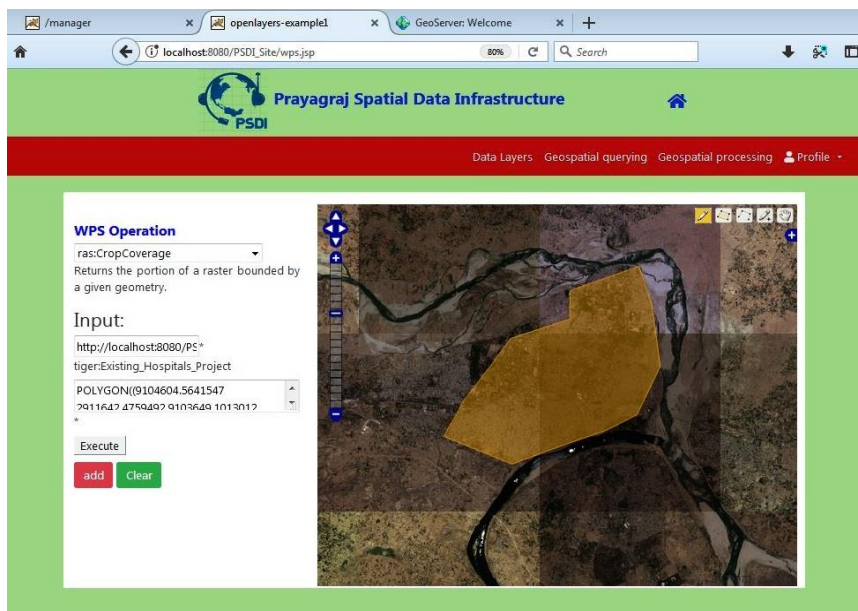 /manager
openlayers-example1
GeoServer: Welcome
localhost:8080/PSDI_Site/wps.jsp
80%
Search
PSDI
Prayagraj Spatial Data Infrastructure
Data Layers Geospatial querying Geospatial processing Profile
WPS Operation
ras:CropCoverage
Returns the portion of a raster bounded by
a given geometry.
Input:
http://localhost:8080/PS *
tiger:Existing_Hospitals_Project
POLYGON((9104604.5641547
2911642.4759492,9103649.1013012
*
Execute
add Clear